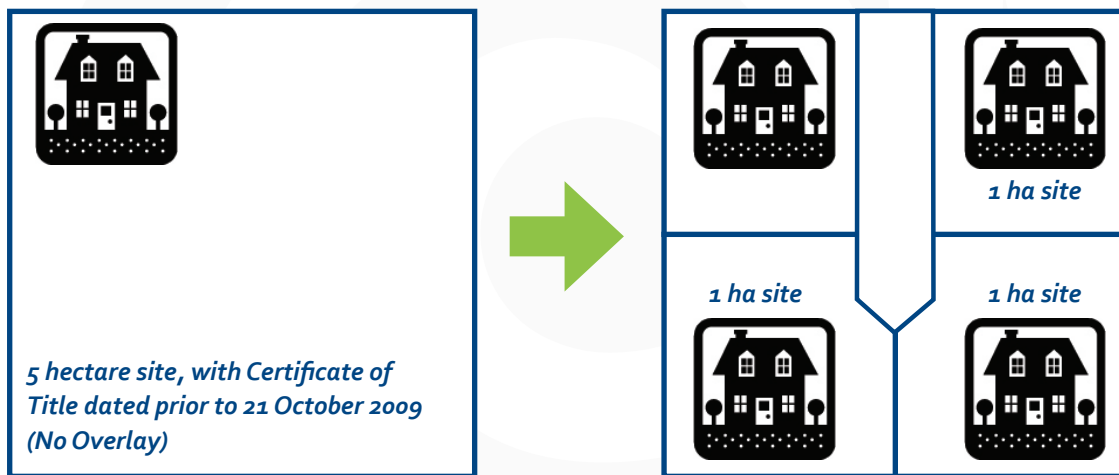 5 hectare site, with Certificate of
Title dated prior to 21 October 2009
(No Overlay)
1 ha site
1 ha site
1 ha site